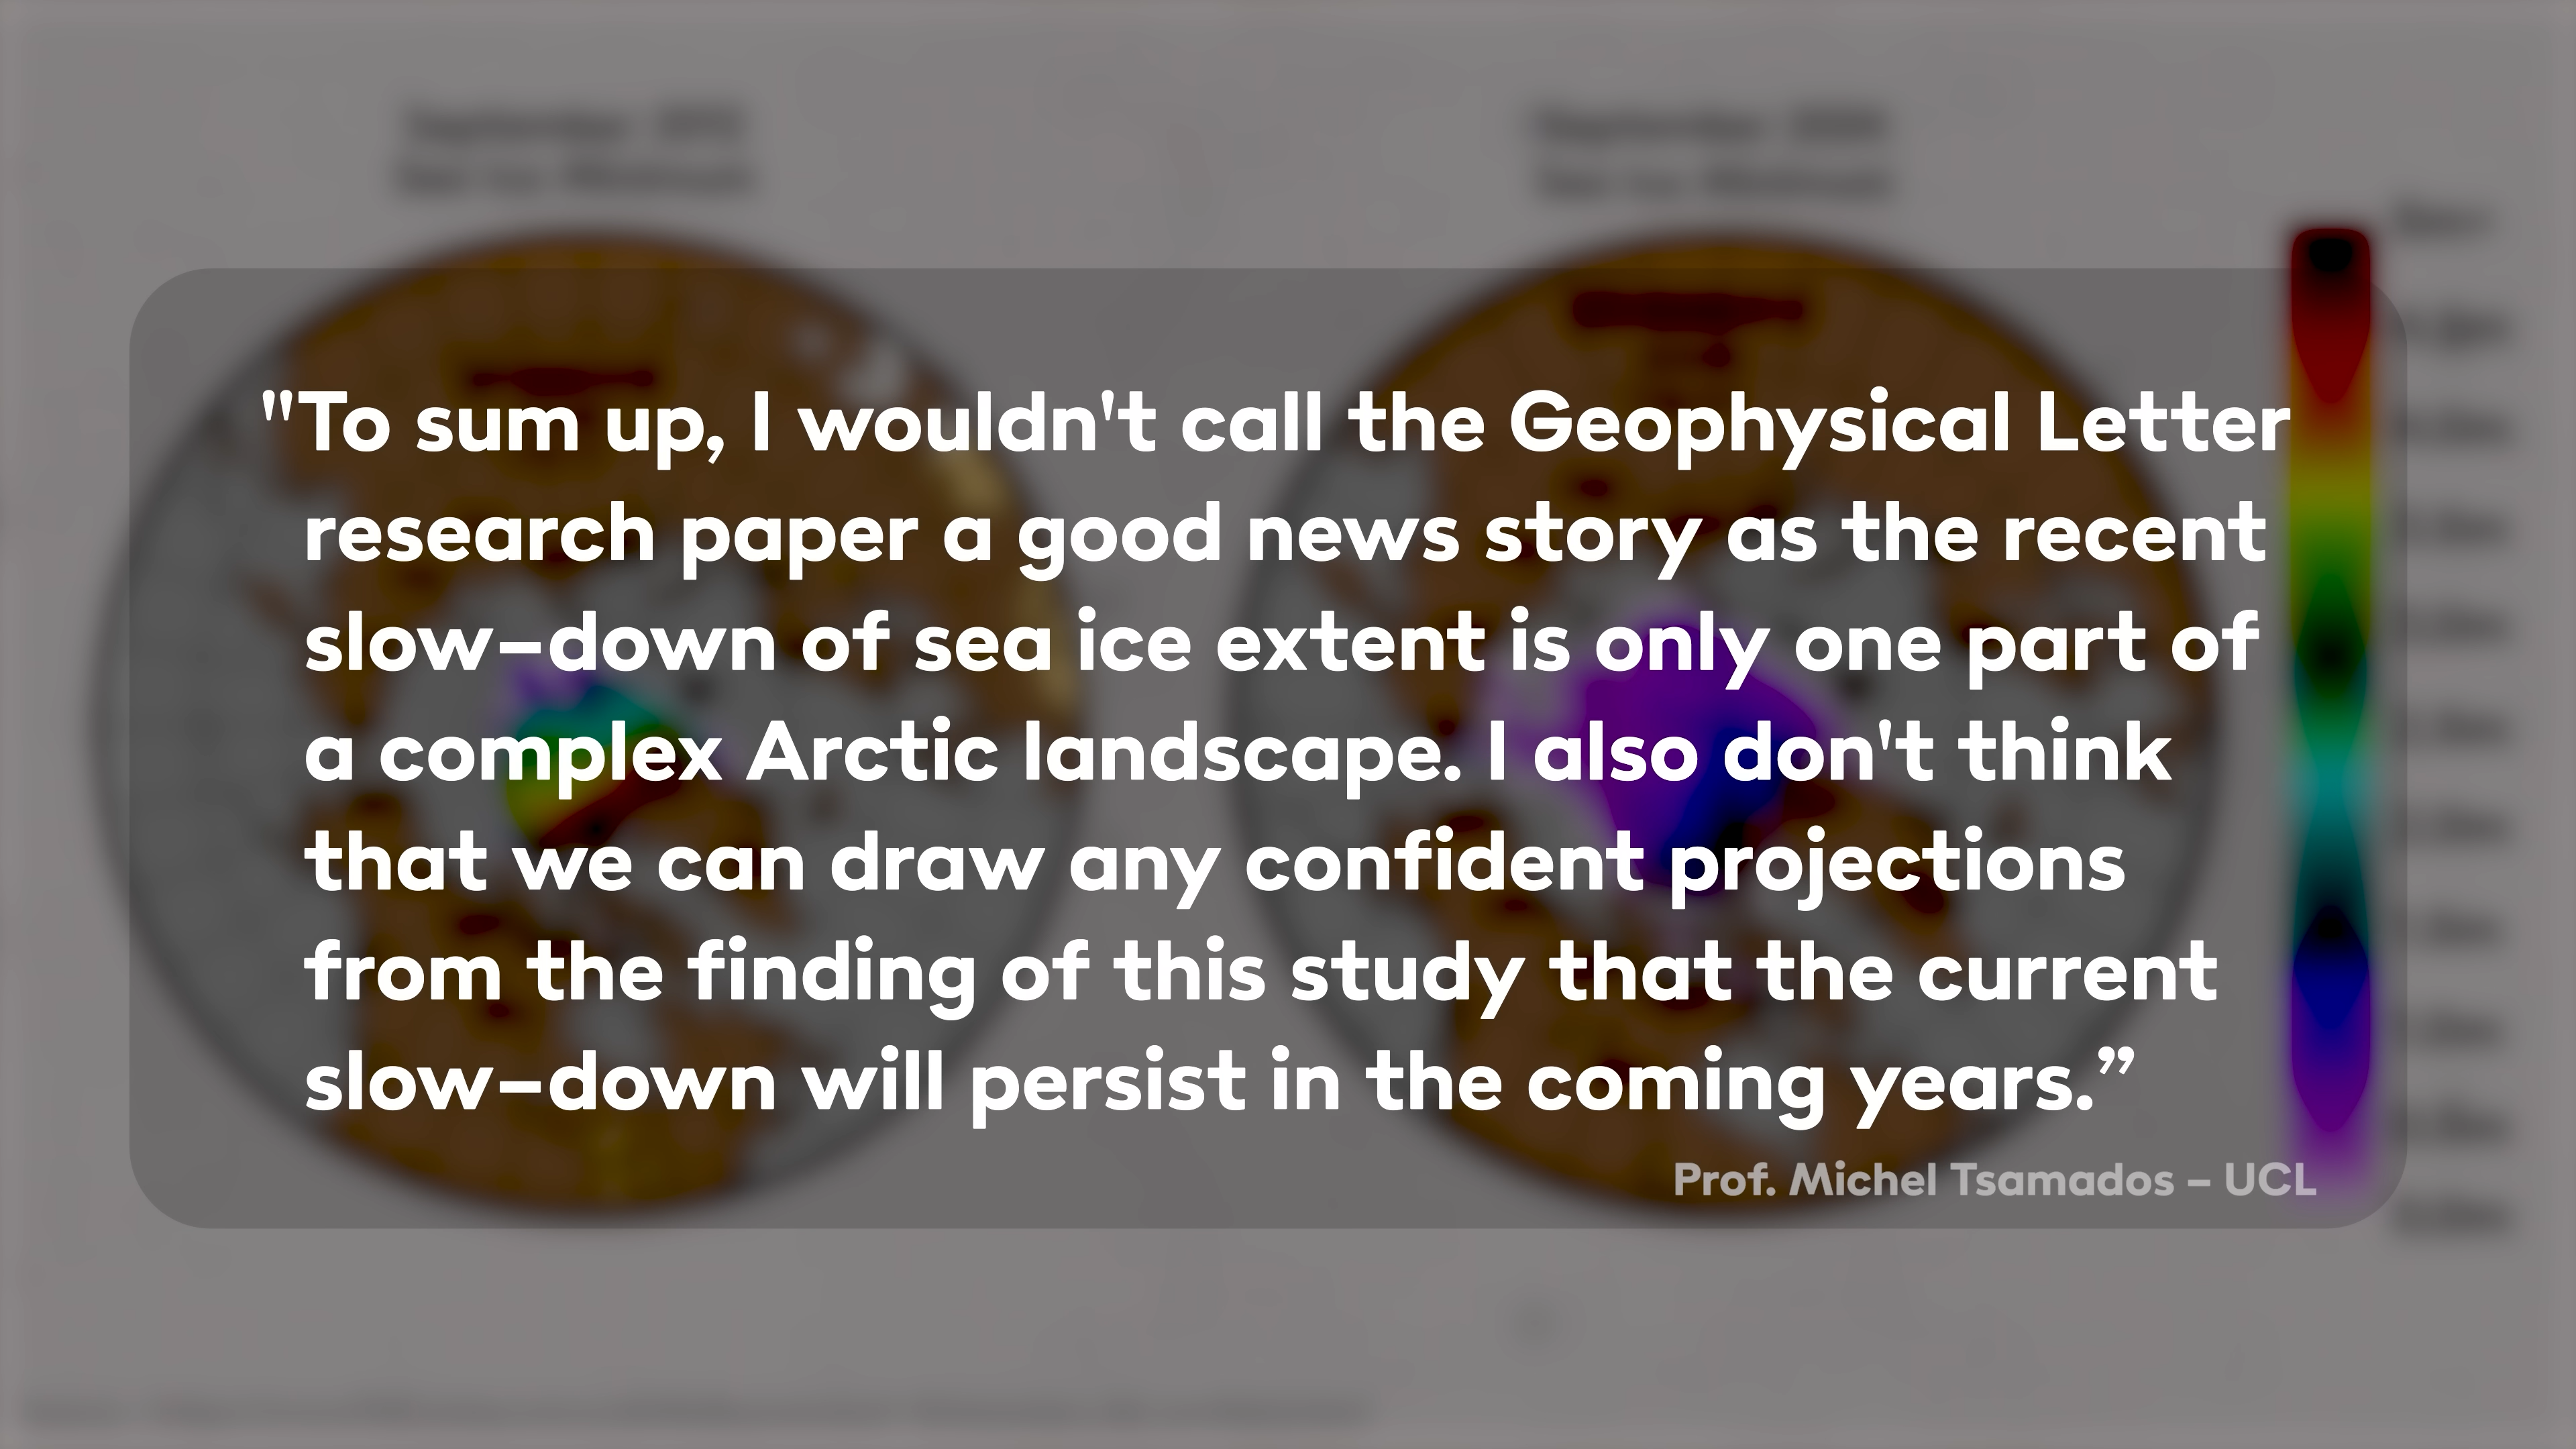 "To sum up, I wouldn't call the Geophysical Letter
research paper a good news story as the recent
slow–down of sea ice extent is only one part of
a complex Arctic landscape. I also don't think
that we can draw any confident projections
from the finding of this study that the current
slow–down will persist in the coming years.”
Prof. Michel Tsamados – UCL